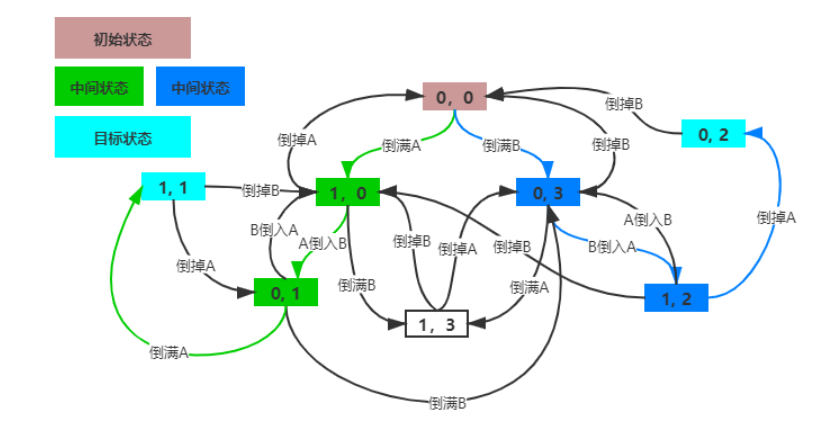 初始状态
中间状态 中间状态
目标状态
0，0
倒掉B
0, 2
倒掉A 倒满A 倒满B 倒掉B
1, 1
倒掉B
1，0
0,3
倒掉A
B倒入A A倒入B 倒掉B 倒掉A 倒掉B A倒入B B倒入A
倒掉A
倒满B 倒满A
0, 1
1, 2
1，3
倒满A
倒满B